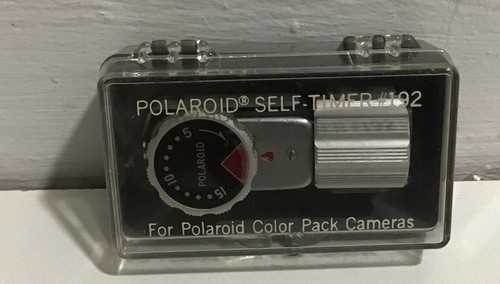 POLAROID® SELF-TIMER #192
5
10
15
POLAROID
For Polaroid Color Pack Cameras